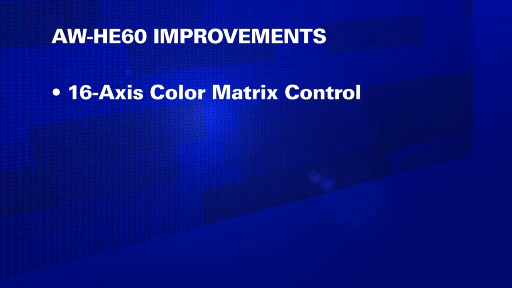 AW-HE60 IMPROVEMENTS
• 16-Axis Color Matrix Control